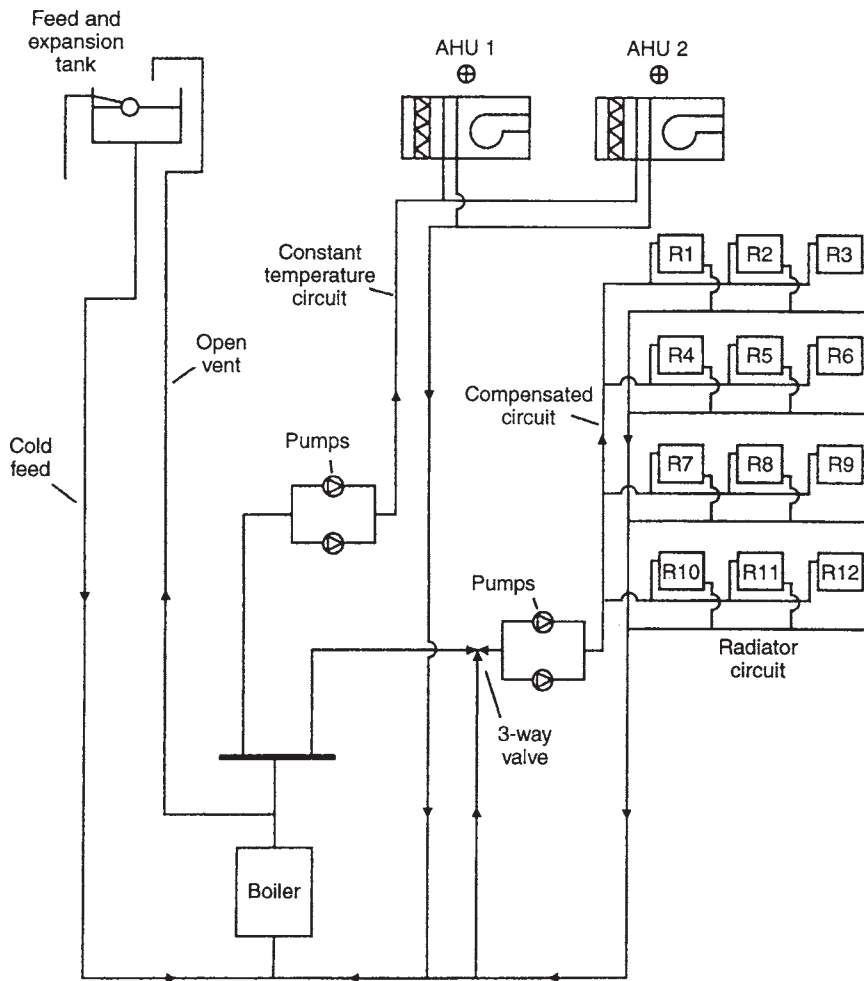 Feed and
expansion
tank
AHU 1
AHU 2
Constant
temperature
circuit
R1
R2
R3
Open
vent
R4
R5
R6
Compensated
circuit
Cold
feed
Pumps
R7
R8
R9
R10
R11
R12
Pumps
Radiator
circuit
3-way
valve
Boiler